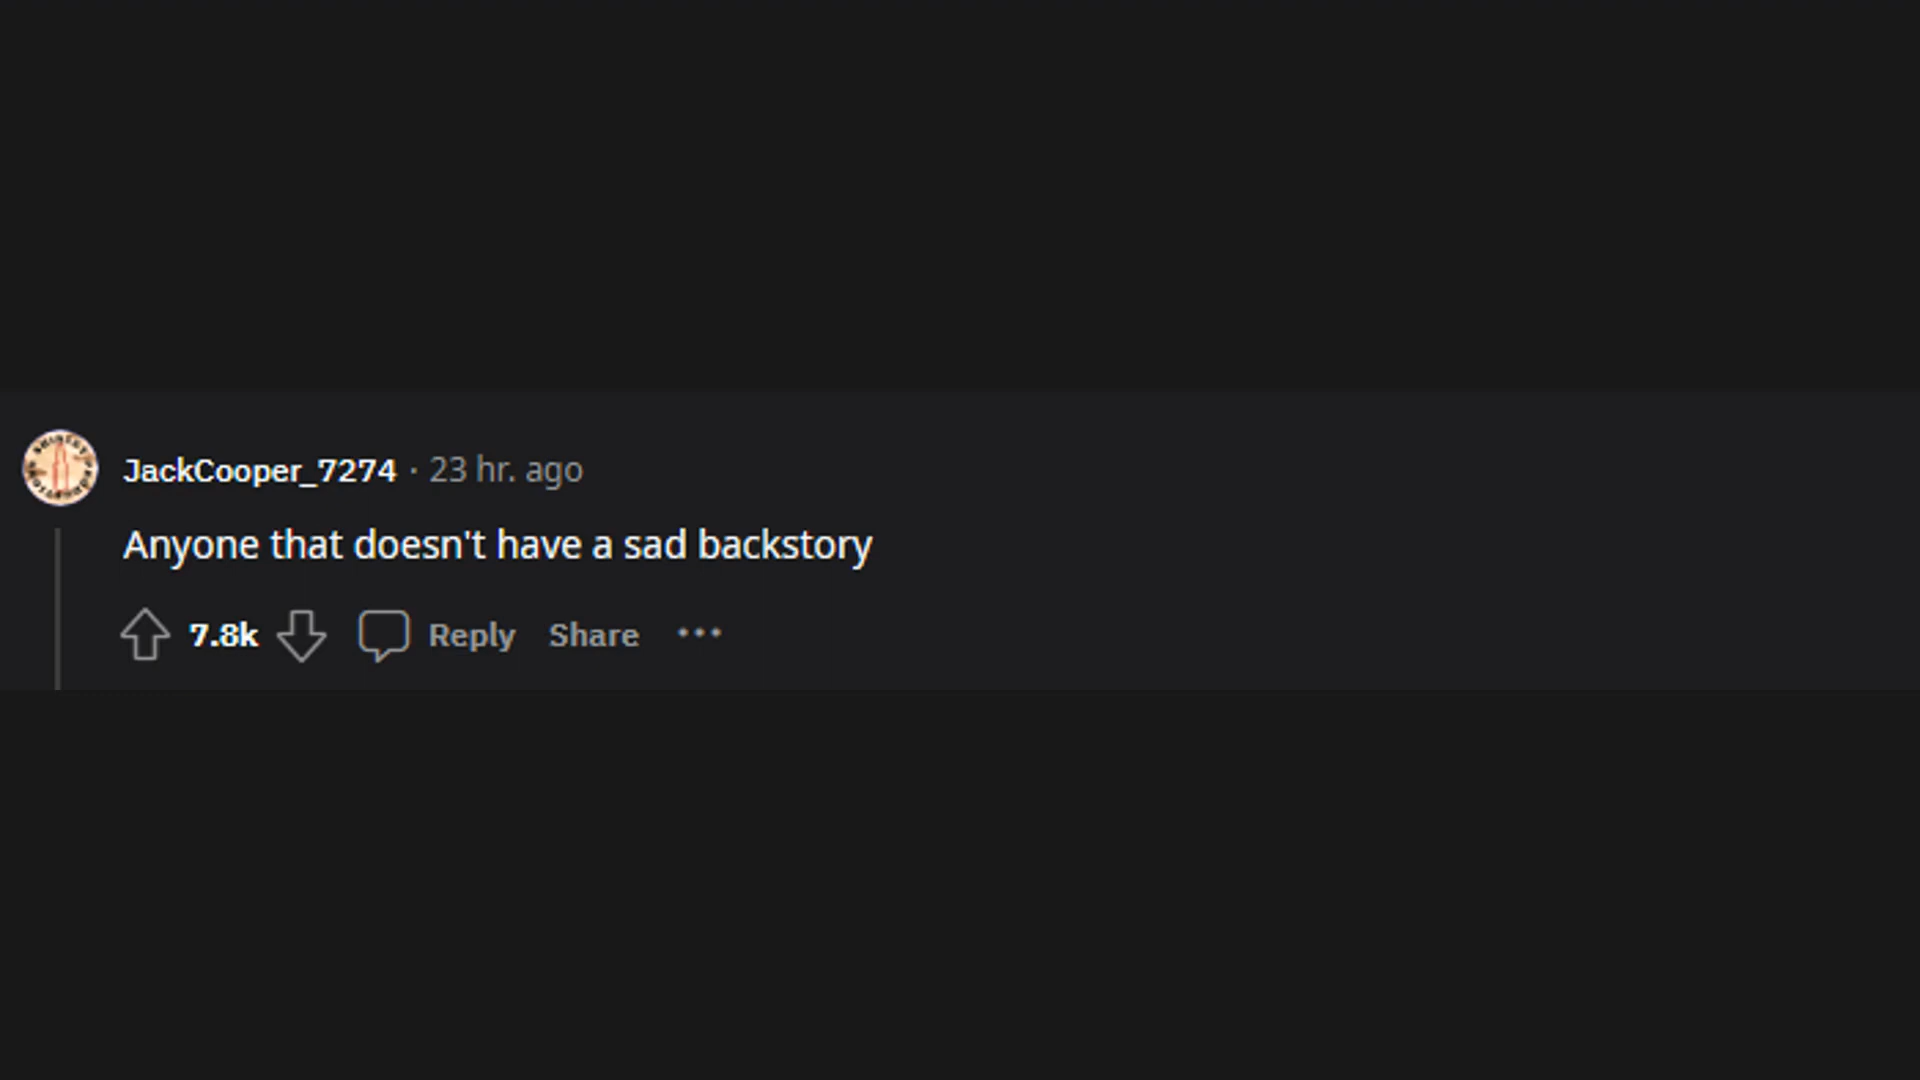 JackCooper_7274 · 23 hr. ago
Anyone that doesn't have a sad backstory
7.8k Reply Share ···